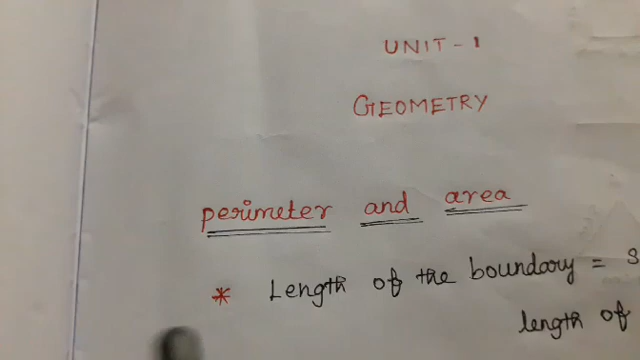 UNIT - 1
GEOMETRY
perimeter and area
* Length of the boundary =
length of